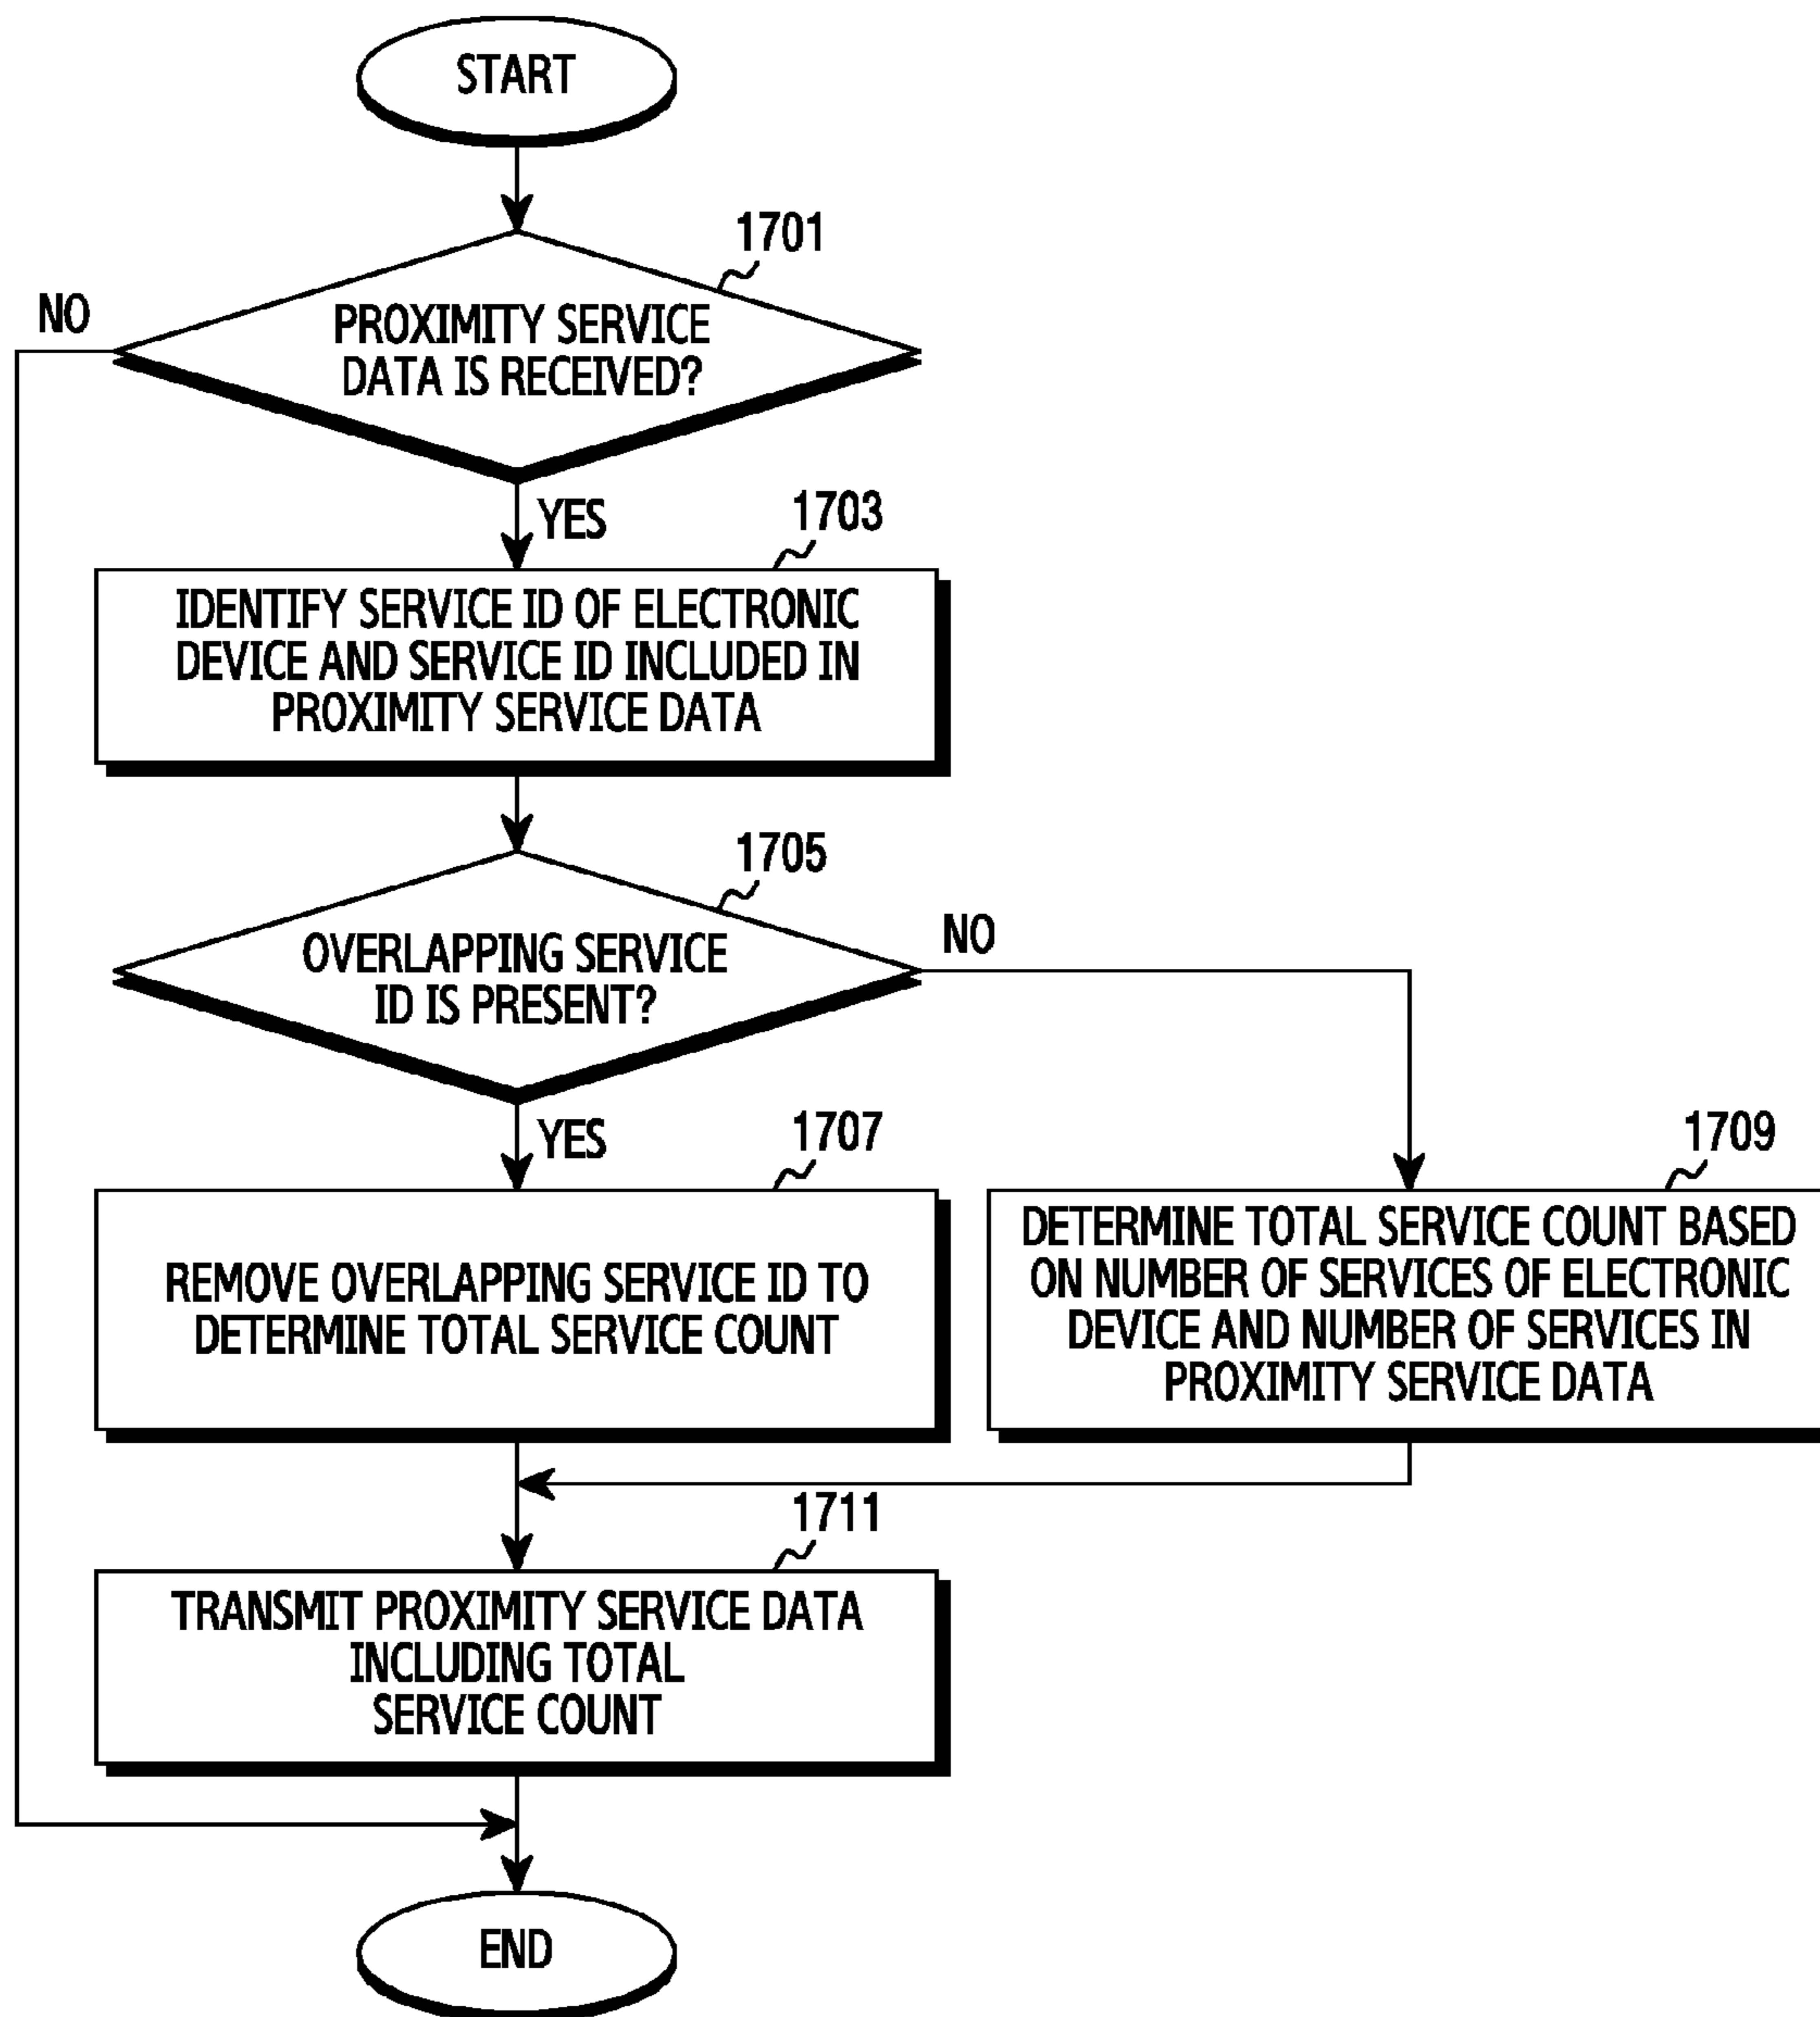 START
1701
NO
PROXIMITY SERVICE
DATA IS RECEIVED?
YES
1703
IDENTIFY SERVICE ID OF ELECTRONIC
DEVICE AND SERVICE ID INCLUDED IN
PROXIMITY SERVICE DATA
1705
NO
OVERLAPPING SERVICE
ID IS PRESENT?
YES
1707
1709
REMOVE OVERLAPPING SERVICE ID TO
DETERMINE TOTAL SERVICE COUNT
DETERMINE TOTAL SERVICE COUNT BASED
ON NUMBER OF SERVICES OF ELECTRONIC
DEVICE AND NUMBER OF SERVICES IN
PROXIMITY SERVICE DATA
1711
TRANSMIT PROXIMITY SERVICE DATA
INCLUDING TOTAL
SERVICE COUNT
END